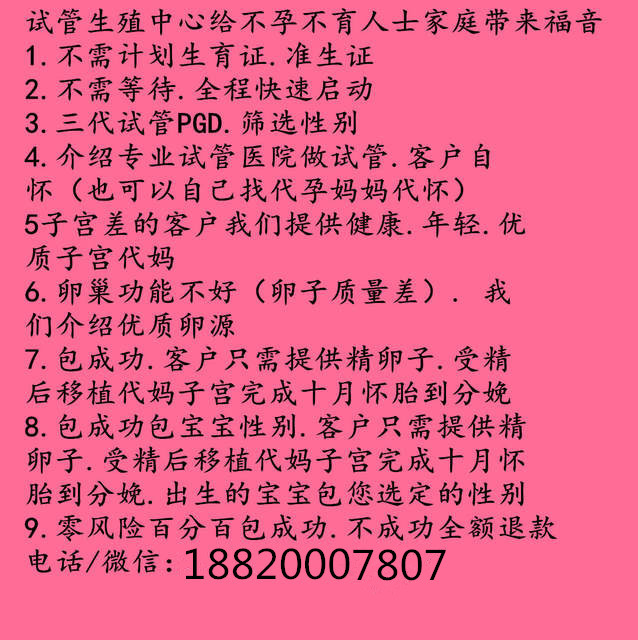 试管生殖中心给不孕不育人士家庭带来福音
1.不需计划生育证.准生证
2.不需等待.全程快速启动
3.三代试管PGD.筛选性别
4.介绍专业试管医院做试管.客户自
怀（也可以自己找代孕妈妈代怀）
5子宫差的客户我们提供健康.年轻.优
质子宫代妈
6.卵巢功能不好（卵子质量差）. 我
们介绍优质卵源
7.包成功.客户只需提供精卵子.受精
后移植代妈子宫完成十月怀胎到分娩
8.包成功包宝宝性别.客户只需提供精
卵子.受精后移植代妈子宫完成十月怀
胎到分娩.出生的宝宝包您选定的性别
9.零风险百分百包成功.不成功全额退款
电话/微信：18820007807